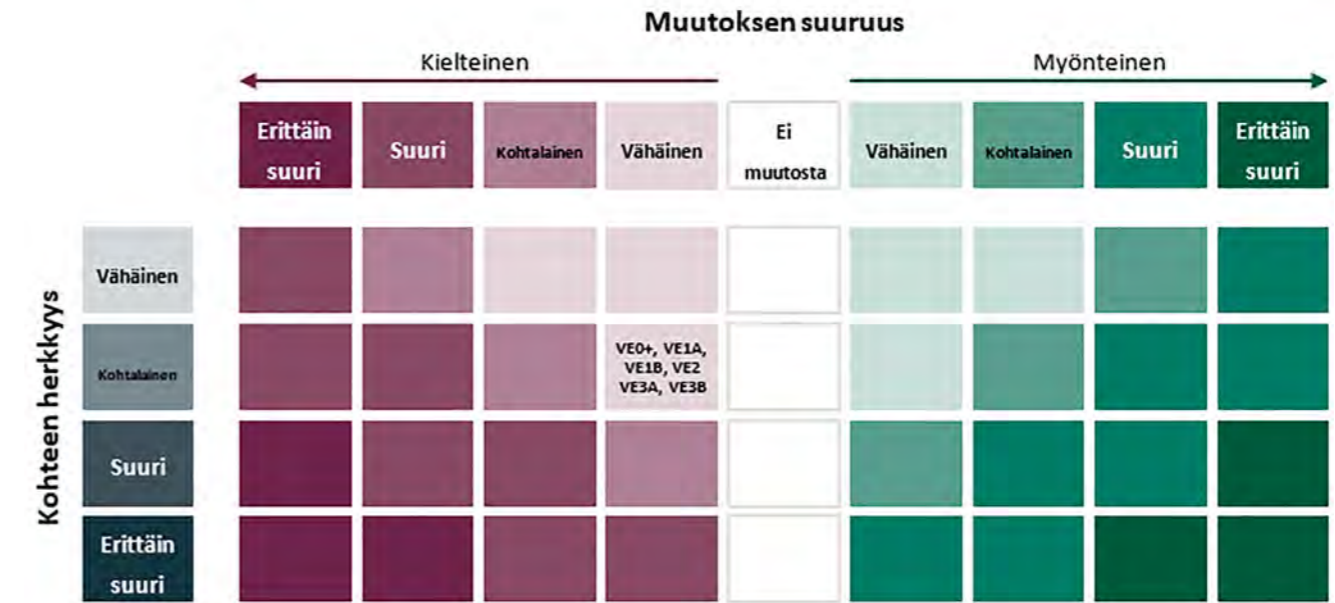 Muutoksen suuruus
Kielteinen
Myönteinen
Erittäin
suuri
Suuri
Kohtalainen
Vähäinen
Ei
muutosta
Vähäinen
Kohtalainen
Suuri
Erittäin
suuri
Kohteen herkkyys
Vähäinen
Kohtalainen
VE0+, VE1A,
VE1B, VE2
VE3A, VE3B
Suuri
Erittäin
suuri